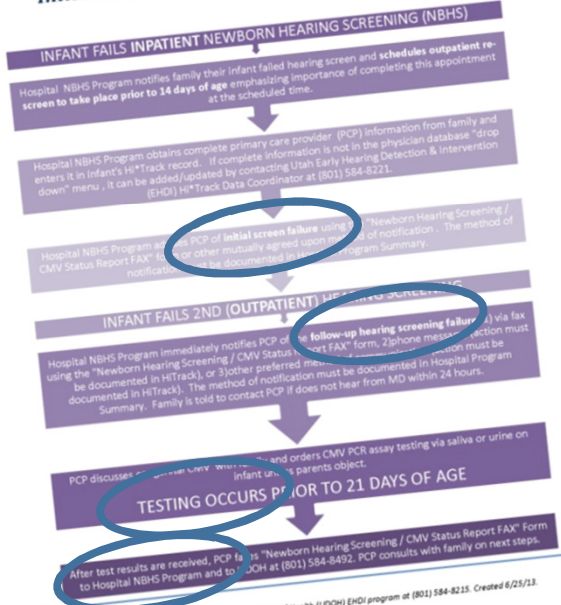 INFANT FAILS INPATIENT NEWBORN HEARING SCREENING (NBHS)
Hospital NBHS Program notifies family their infant failed hearing screen and schedules outpatient re-
screen to take place prior to 14 days of age emphasizing importance of completing this appointment
at the scheduled time.
Hospital NBHS Program obtains complete primary care provider (PCP) information from family and
enters it in Infant's Hi*Track record. If complete information is not in the physician database "drop
down" menu , it can be added/updated by contacting Utah Early Hearing Detection & Intervention
(EHDI) Hi*Track Data Coordinator at (801) 584-8221.
Hospital NBHS Program PCP of initial screen failure using "Newborn Hearing Screening /
CMV Status Report FAX" or other mutually agreed upon of notification . The method of
must be documented in Program Summary.
INFANT FAILS 2ND (OUTPATIENT) HEARING SCREENING
Hospital NBHS Program immediately notifies PCP of follow-up hearing screening failure via fax
using the "Newborn Hearing Screening / CMV Status Report FAX" form, 2)phone message (action must
be documented in HiTrack), or 3)other preferred (action must be
documented in HiTrack). The method of notification must be documented in Hospital Program
Summary. Family is told to contact PCP if does not hear from MD within 24 hours.
PCP discusses CMV with and orders CMV PCR assay testing via saliva or urine on
infant unless parents object.
TESTING OCCURS PRIOR TO 21 DAYS OF AGE
After test results are received, PCP faxes "Newborn Hearing Screening / CMV Status Report FAX" Form
to Hospital NBHS Program and to UDOH at (801) 584-8492. PCP consults with family on next steps.
(UDOH) EHDI program at (801) 584-8215. Created 6/25/13.